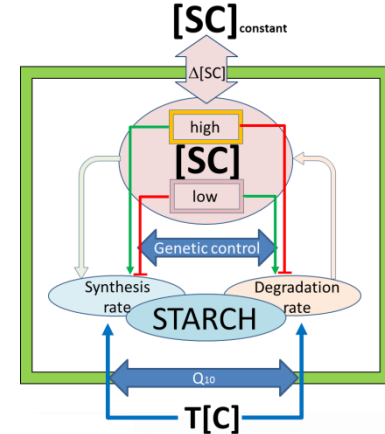 [SC] constant
Δ[SC]
high
[SC]
low
Genetic control
Synthesis
rate
Degradation
rate
STARCH
Q10
T[C]